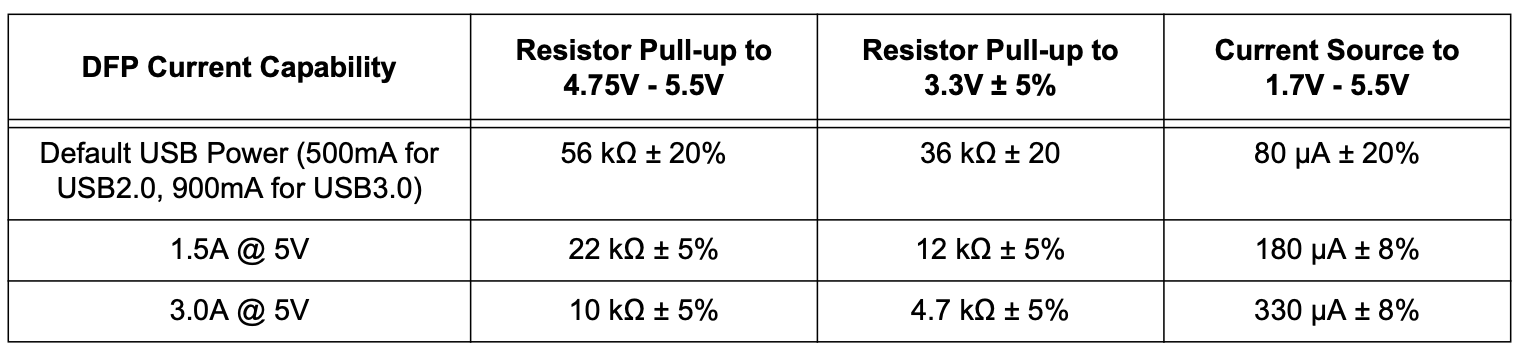 DFP Current Capability
Resistor Pull-up to
4.75V - 5.5V
Resistor Pull-up to
3.3V ± 5%
Current Source to
1.7V - 5.5V
Default USB Power (500mA for
USB2.0, 900mA for USB3.0)
56 kΩ ± 20%
36 kΩ ± 20
80 µA ± 20%
1.5A @ 5V
22 kΩ ± 5%
12 kΩ ± 5%
180 µA ± 8%
3.0A @ 5V
10 kΩ ± 5%
4.7 kΩ ± 5%
330 µA ± 8%